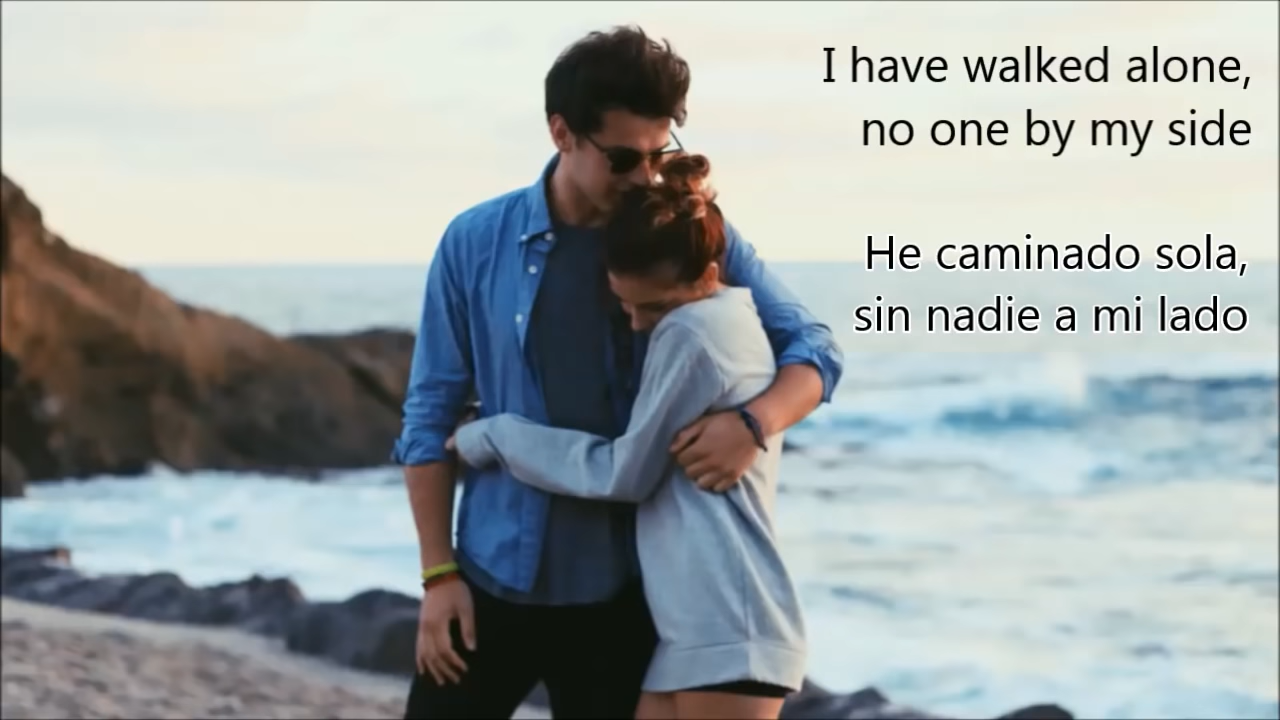 I have walked alone,
no one by my side
He caminado sola,
sin nadie a mi lado